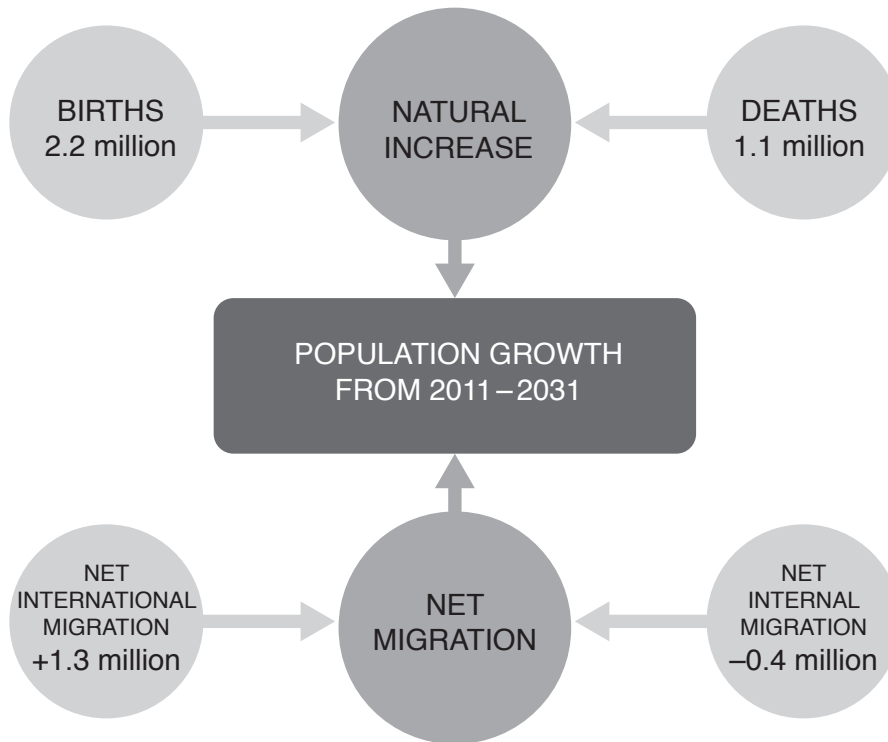 BIRTHS
2.2 million
NATURAL
INCREASE
DEATHS
1.1 million
POPULATION GROWTH
FROM 2011–2031
NET
INTERNATIONAL
MIGRATION
+1.3 million
NET
MIGRATION
NET
INTERNAL
MIGRATION
–0.4 million